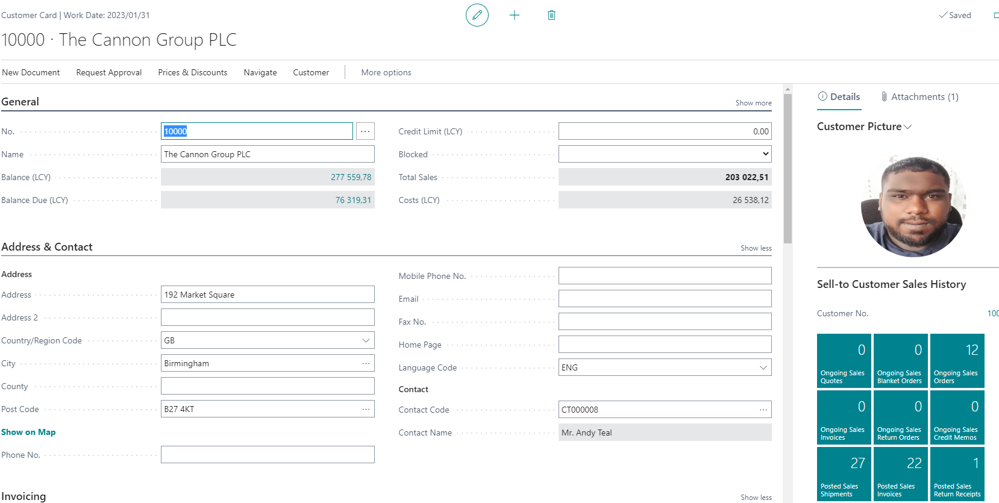 Customer Card | Work Date: 2023/01/31
Saved
10000 · The Cannon Group PLC
New Document Request Approval Prices & Discounts Navigate Customer More options
General Show more
No. 10000
Name The Cannon Group PLC
Balance (LCY) 277 559,78
Balance Due (LCY) 76 319,31
Credit Limit (LCY) 0,00
Blocked
Total Sales 203 022,51
Costs (LCY) 26 538,12
Address & Contact Show less
Address
Address 192 Market Square
Address 2
Country/Region Code GB
City Birmingham
County
Post Code B27 4KT
Show on Map
Phone No.
Mobile Phone No.
Email
Fax No.
Home Page
Language Code ENG
Contact
Contact Code CT000008
Contact Name Mr. Andy Teal
Invoicing Show less
Details Attachments (1)
Customer Picture
Sell-to Customer Sales History
Customer No. 100
0 0 12
Ongoing Sales Quotes
Ongoing Sales Blanket Orders
Ongoing Sales Orders
0 0 0
Ongoing Sales Invoices
Ongoing Sales Return Orders
Ongoing Sales Credit Memos
27 22 1
Posted Sales Shipments
Posted Sales Invoices
Posted Sales Return Receipts